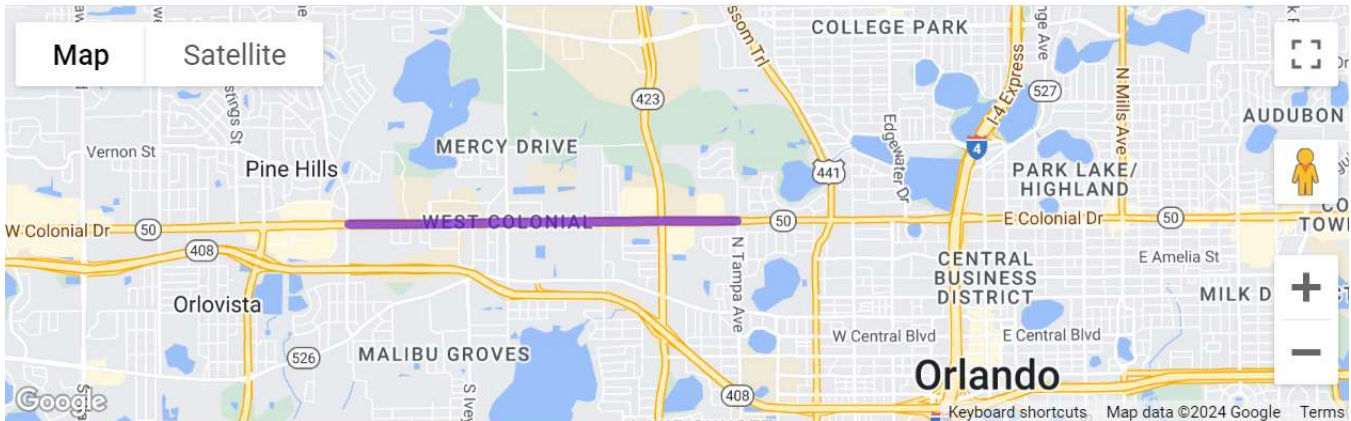 Map
Satellite
COLLEGE PARK
I-4 Express
527
N Mills Ave
423
AUDUBON
Vernon St
MERCY DRIVE
Pine Hills
Edgewater Dr
441
4
PARK LAKE/
HIGHLAND
W Colonial Dr
50
WEST COLONIAL
50
E Colonial Dr
50
408
N Tampa Ave
E Amelia St
CENTRAL
BUSINESS
DISTRICT
Orlovista
MILK D
W Central Blvd
E Central Blvd
526
MALIBU GROVES
Orlando
408
Google
Keyboard shortcuts
Map data ©2024 Google
Terms